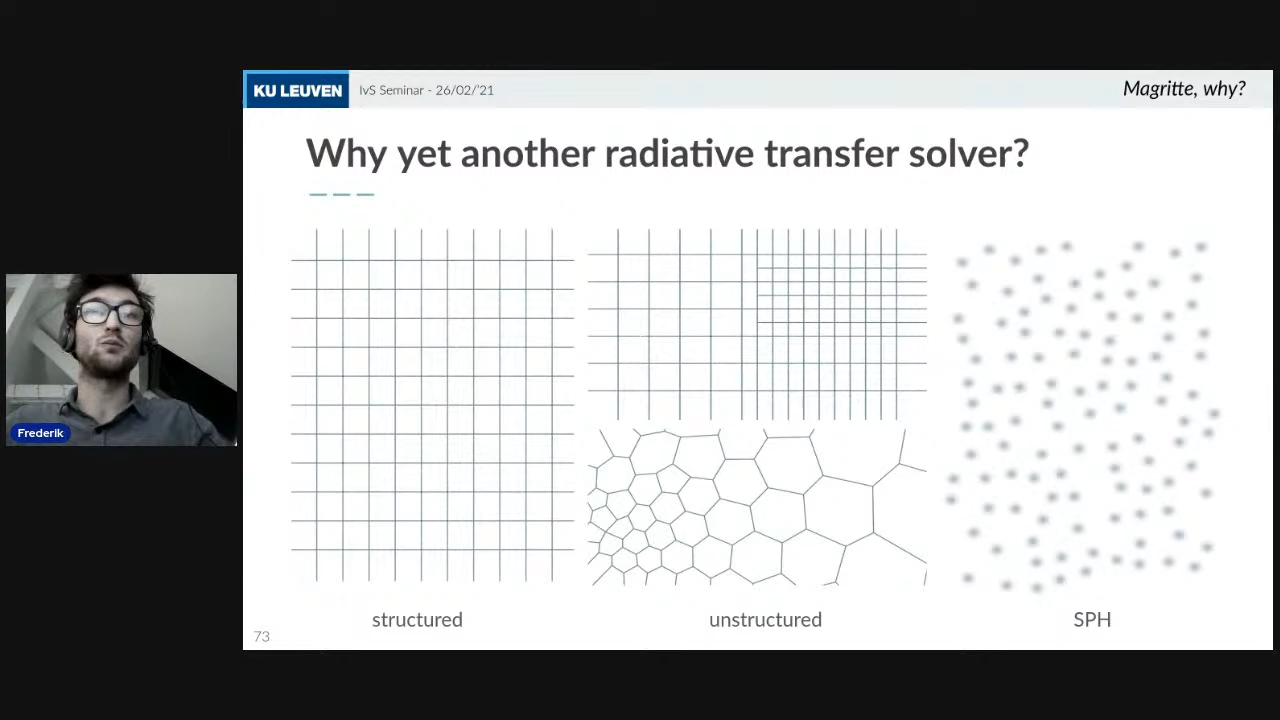 KU LEUVEN
IvS Seminar - 26/02/'21
Magritte, why?
Why yet another radiative transfer solver?
Frederik
structured
unstructured
SPH
73